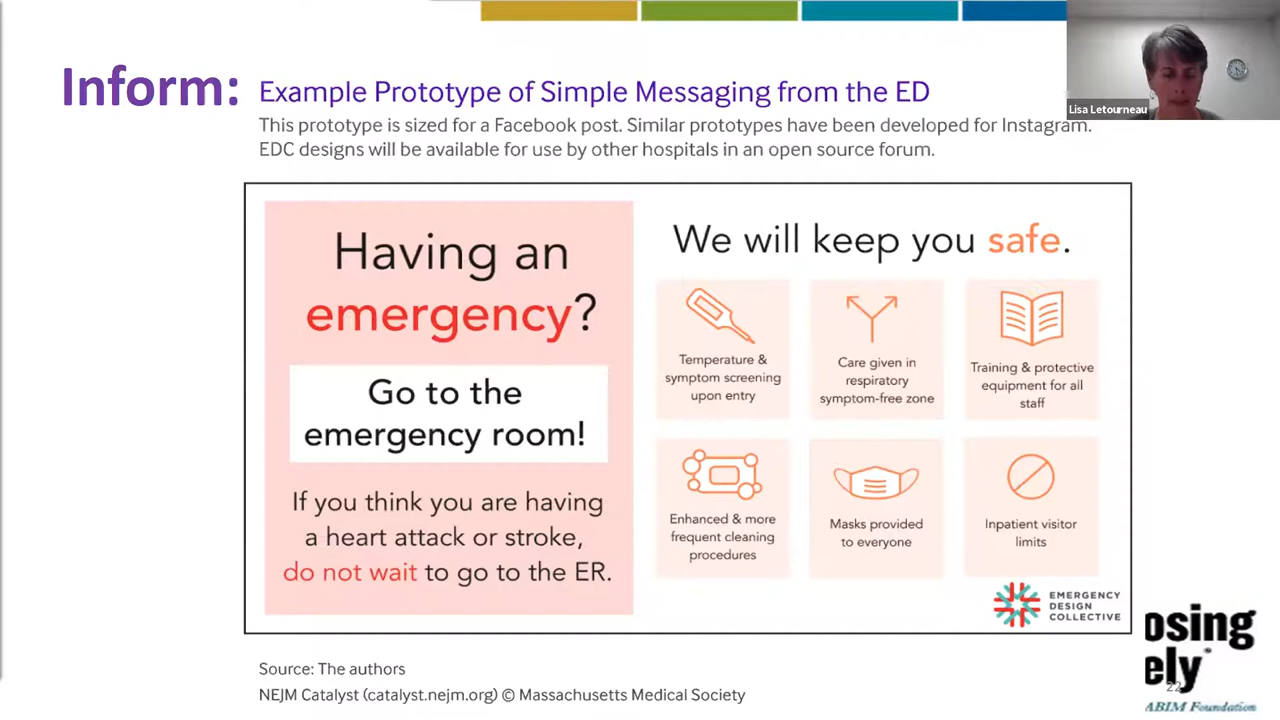 Inform:
Example Prototype of Simple Messaging from the ED
This prototype is sized for a Facebook post. Similar prototypes have been developed for Instagram.
EDC designs will be available for use by other hospitals in an open source forum.
Lisa Letourneau
Having an
emergency?
Go to the
emergency room!
If you think you are having
a heart attack or stroke,
do not wait to go to the ER.
We will keep you safe.
Temperature &
symptom screening
upon entry
Care given in
respiratory
symptom-free zone
Training & protective
equipment for all
staff
Enhanced & more
frequent cleaning
procedures
Masks provided
to everyone
Inpatient visitor
limits
EMERGENCY
DESIGN
COLLECTIVE
Source: The authors
NEJM Catalyst (catalyst.nejm.org) © Massachusetts Medical Society
osing
ely
22
ABIM Foundation